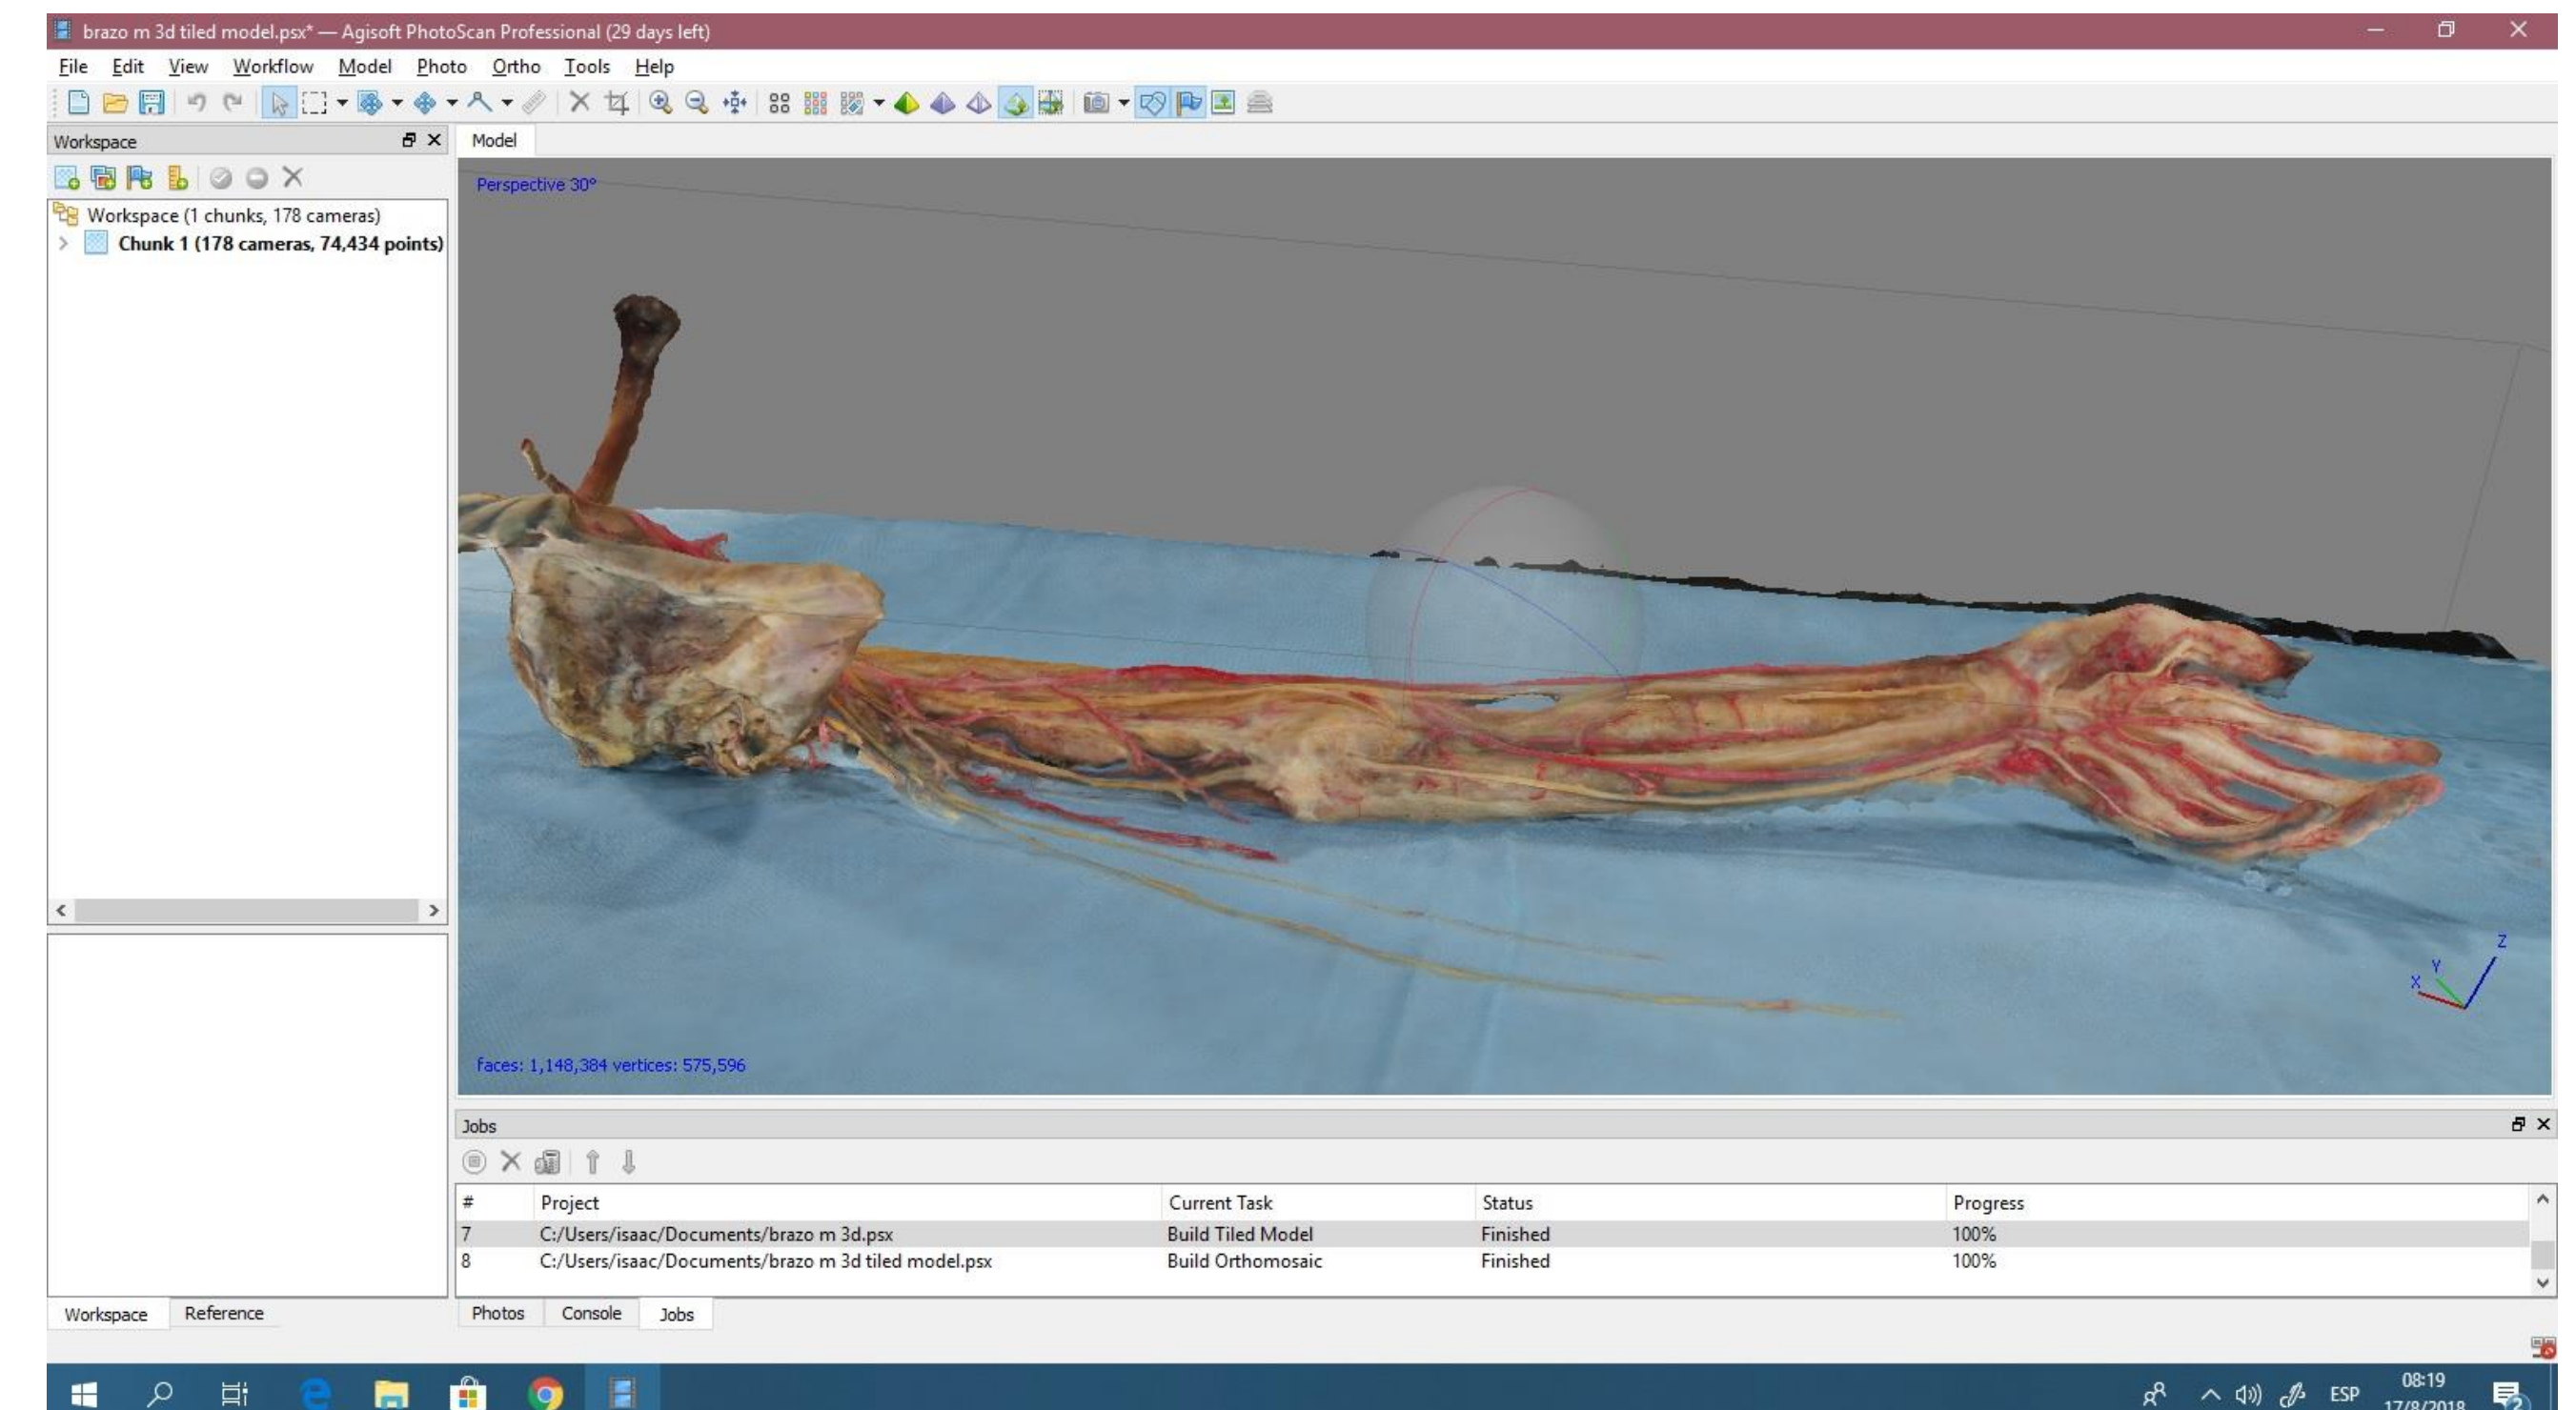 brazo m 3d tiled model.psx* — Agisoft PhotoScan Professional (29 days left)
File Edit View Workflow Model Photo Ortho Tools Help
Workspace
Model
Perspective 30°
Workspace (1 chunks, 178 cameras)
Chunk 1 (178 cameras, 74,434 points)
Z
Y
X
faces: 1,148,384 vertices: 575,596
Jobs
# Project Current Task Status Progress
7 C:/Users/isaac/Documents/brazo m 3d.psx Build Tiled Model Finished 100%
8 C:/Users/isaac/Documents/brazo m 3d tiled model.psx Build Orthomosaic Finished 100%
Workspace Reference Photos Console Jobs
ESP 08:19
17/8/2018
2